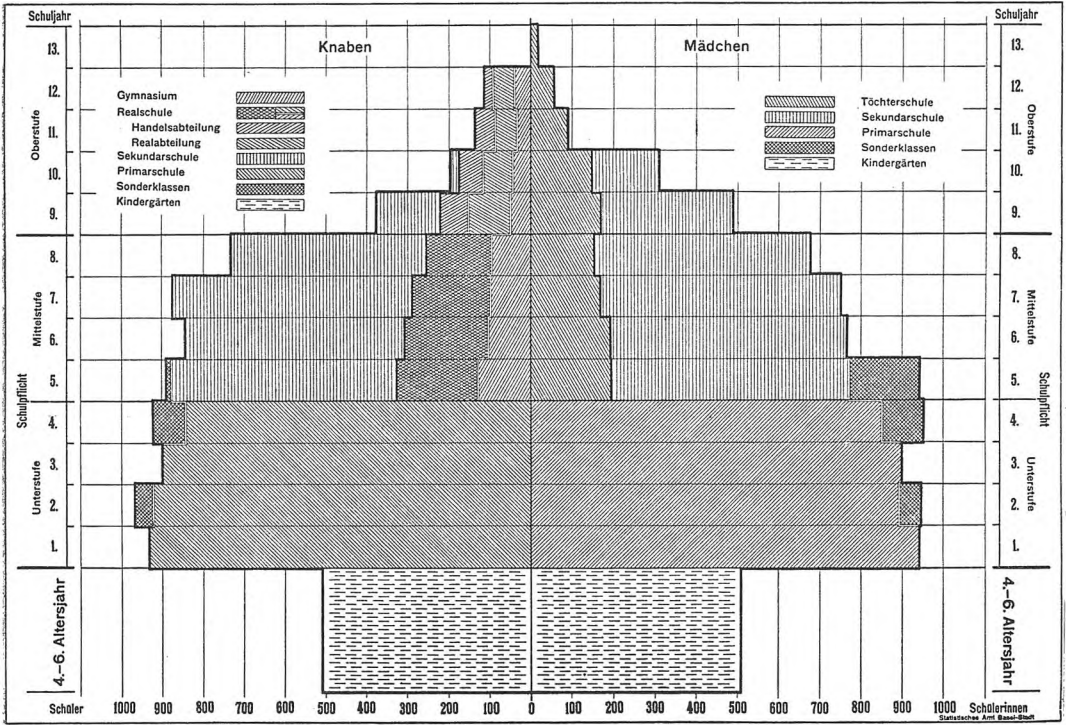 Schuljahr
Schuljahr
Knaben
Mädchen
13.
12.
11.
10.
9.
8.
7.
6.
5.
4.
3.
2.
1.
Oberstufe
Mittelstufe
Unterstufe
Schulpflicht
4.–6. Altersjahr
Gymnasium
Realschule
Handelsabteilung
Realabteilung
Sekundarschule
Primarschule
Sonderklassen
Kindergärten
Töchterschule
Sekundarschule
Primarschule
Sonderklassen
Kindergärten
13.
12.
11.
10.
9.
8.
7.
6.
5.
4.
3.
2.
1.
Oberstufe
Mittelstufe
Unterstufe
Schulpflicht
4.–6. Altersjahr
Schüler 1000 900 800 700 600 500 400 300 200 100 0 100 200 300 400 500 600 700 800 900 1000 Schülerinnen
Statistisches Amt Basel-Stadt